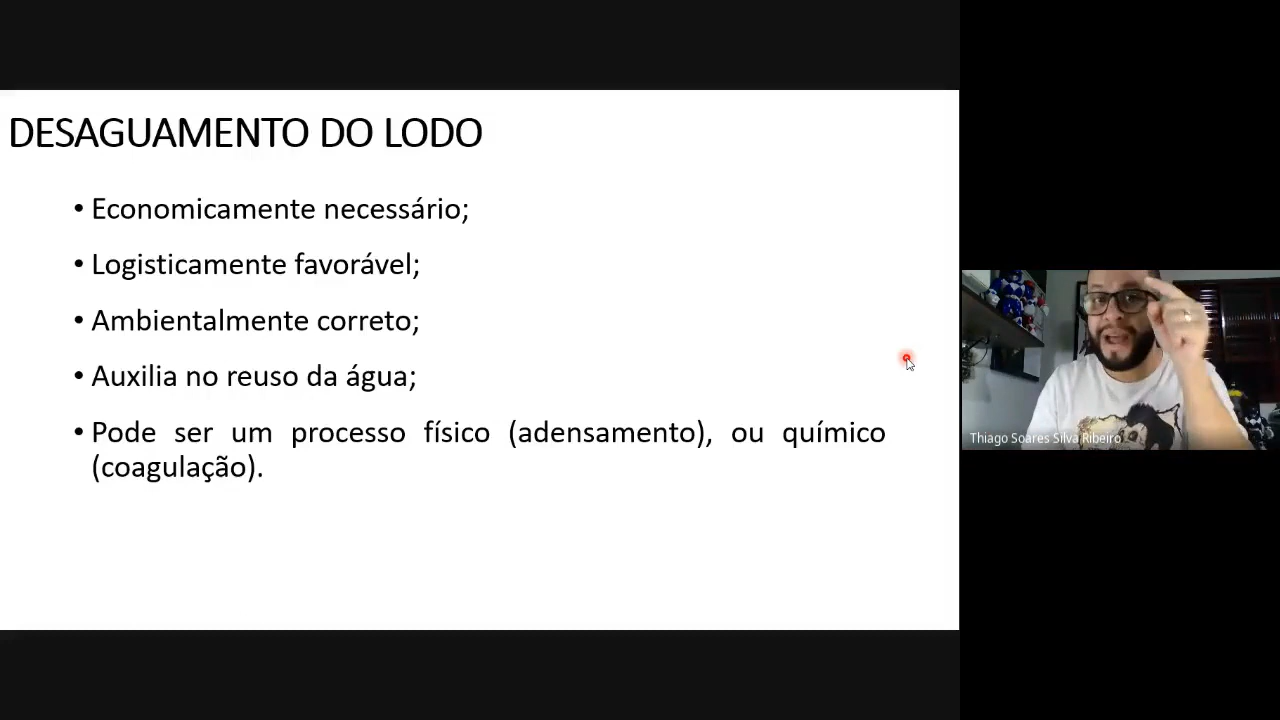 DESAGUAMENTO DO LODO
• Economicamente necessário;
• Logisticamente favorável;
• Ambientalmente correto;
• Auxilia no reuso da água;
• Pode ser um processo físico (adensamento), ou químico
(coagulação).
Thiago Soares Silva Ribeiro